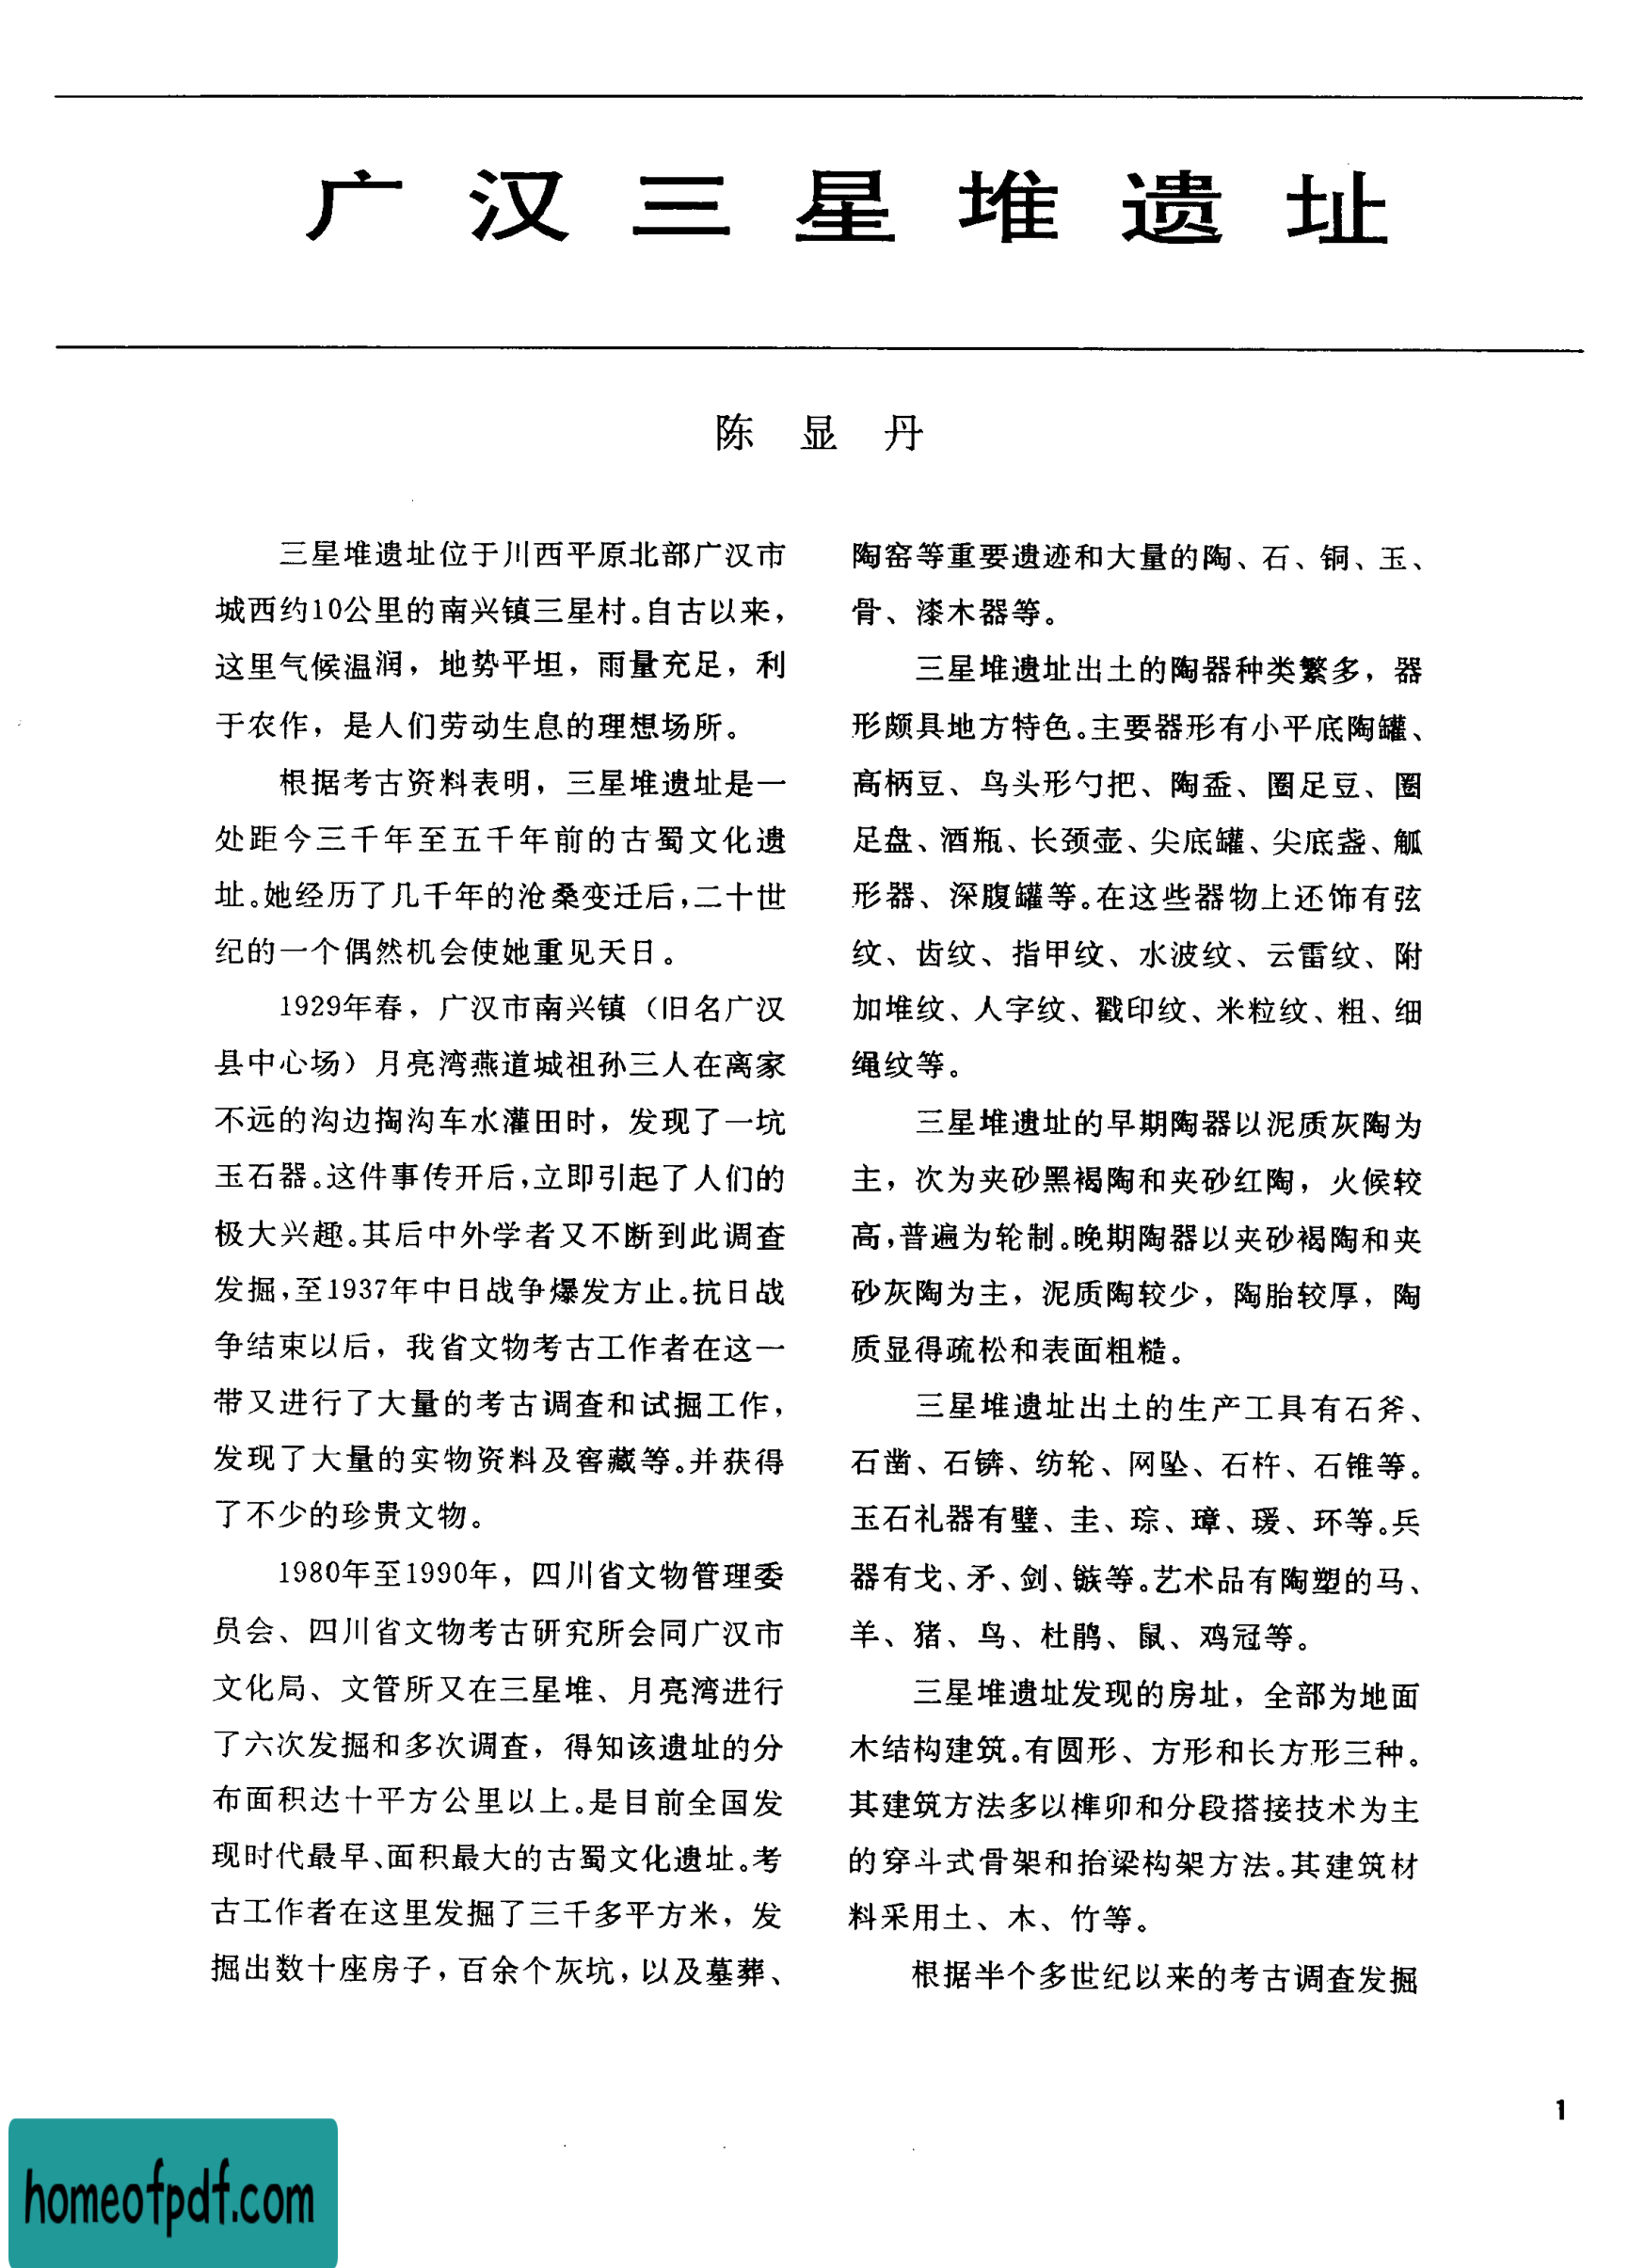 广汉三星堆遗址
陈显丹
三星堆遗址位于川西平原北部广汉市
城西约10公里的南兴镇三星村。自古以来，
这里气候温润，地势平坦，雨量充足，利
于农作，是人们劳动生息的理想场所。
根据考古资料表明，三星堆遗址是一
处距今三千年至五千年前的古蜀文化遗
址。她经历了几千年的沧桑变迁后，二十世
纪的一个偶然机会使她重见天日。
1929年春，广汉市南兴镇（旧名广汉
县中心场）月亮湾燕道城祖孙三人在离家
不远的沟边掏沟车水灌田时，发现了一坑
玉石器。这件事传开后，立即引起了人们的
极大兴趣。其后中外学者又不断到此调查
发掘，至1937年中日战争爆发方止。抗日战
争结束以后，我省文物考古工作者在这一
带又进行了大量的考古调查和试掘工作，
发现了大量的实物资料及窖藏等。并获得
了不少的珍贵文物。
1980年至1990年，四川省文物管理委
员会、四川省文物考古研究所会同广汉市
文化局、文管所又在三星堆、月亮湾进行
了六次发掘和多次调查，得知该遗址的分
布面积达十平方公里以上。是目前全国发
现时代最早、面积最大的古蜀文化遗址。考
古工作者在这里发掘了三千多平方米，发
掘出数十座房子，百余个灰坑，以及墓葬、
陶窑等重要遗迹和大量的陶、石、铜、玉、
骨、漆木器等。
三星堆遗址出土的陶器种类繁多，器
形颇具地方特色。主要器形有小平底陶罐、
高柄豆、鸟头形勺把、陶盉、圈足豆、圈
足盘、酒瓶、长颈壶、尖底罐、尖底盏、觚
形器、深腹罐等。在这些器物上还饰有弦
纹、齿纹、指甲纹、水波纹、云雷纹、附
加堆纹、人字纹、戳印纹、米粒纹、粗、细
绳纹等。
三星堆遗址的早期陶器以泥质灰陶为
主，次为夹砂黑褐陶和夹砂红陶，火候较
高，普遍为轮制。晚期陶器以夹砂褐陶和夹
砂灰陶为主，泥质陶较少，陶胎较厚，陶
质显得疏松和表面粗糙。
三星堆遗址出土的生产工具有石斧、
石凿、石锛、纺轮、网坠、石杵、石锥等。
玉石礼器有璧、圭、琮、璋、瑗、环等。兵
器有戈、矛、剑、镞等。艺术品有陶塑的马、
羊、猪、鸟、杜鹃、鼠、鸡冠等。
三星堆遗址发现的房址，全部为地面
木结构建筑。有圆形、方形和长方形三种。
其建筑方法多以榫卯和分段搭接技术为主
的穿斗式骨架和抬梁构架方法。其建筑材
料采用土、木、竹等。
根据半个多世纪以来的考古调查发掘
1
homeofpdf.com